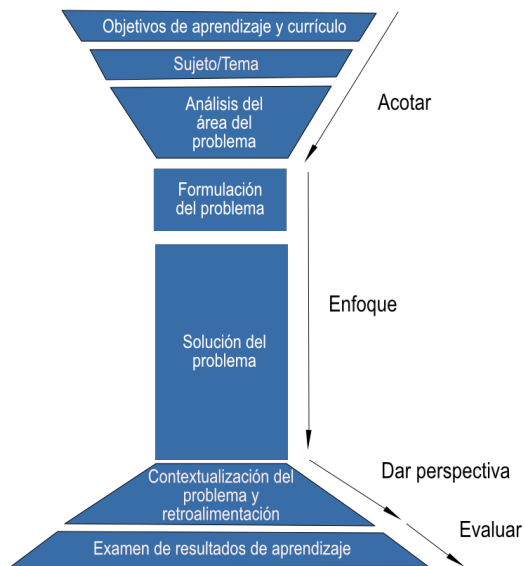 Objetivos de aprendizaje y currículo
Sujeto/Tema
Análisis del
área del
problema
Acotar
Formulación
del problema
Enfoque
Solución del
problema
Contextualización del
problema y
retroalimentación
Dar perspectiva
Evaluar
Examen de resultados de aprendizaje